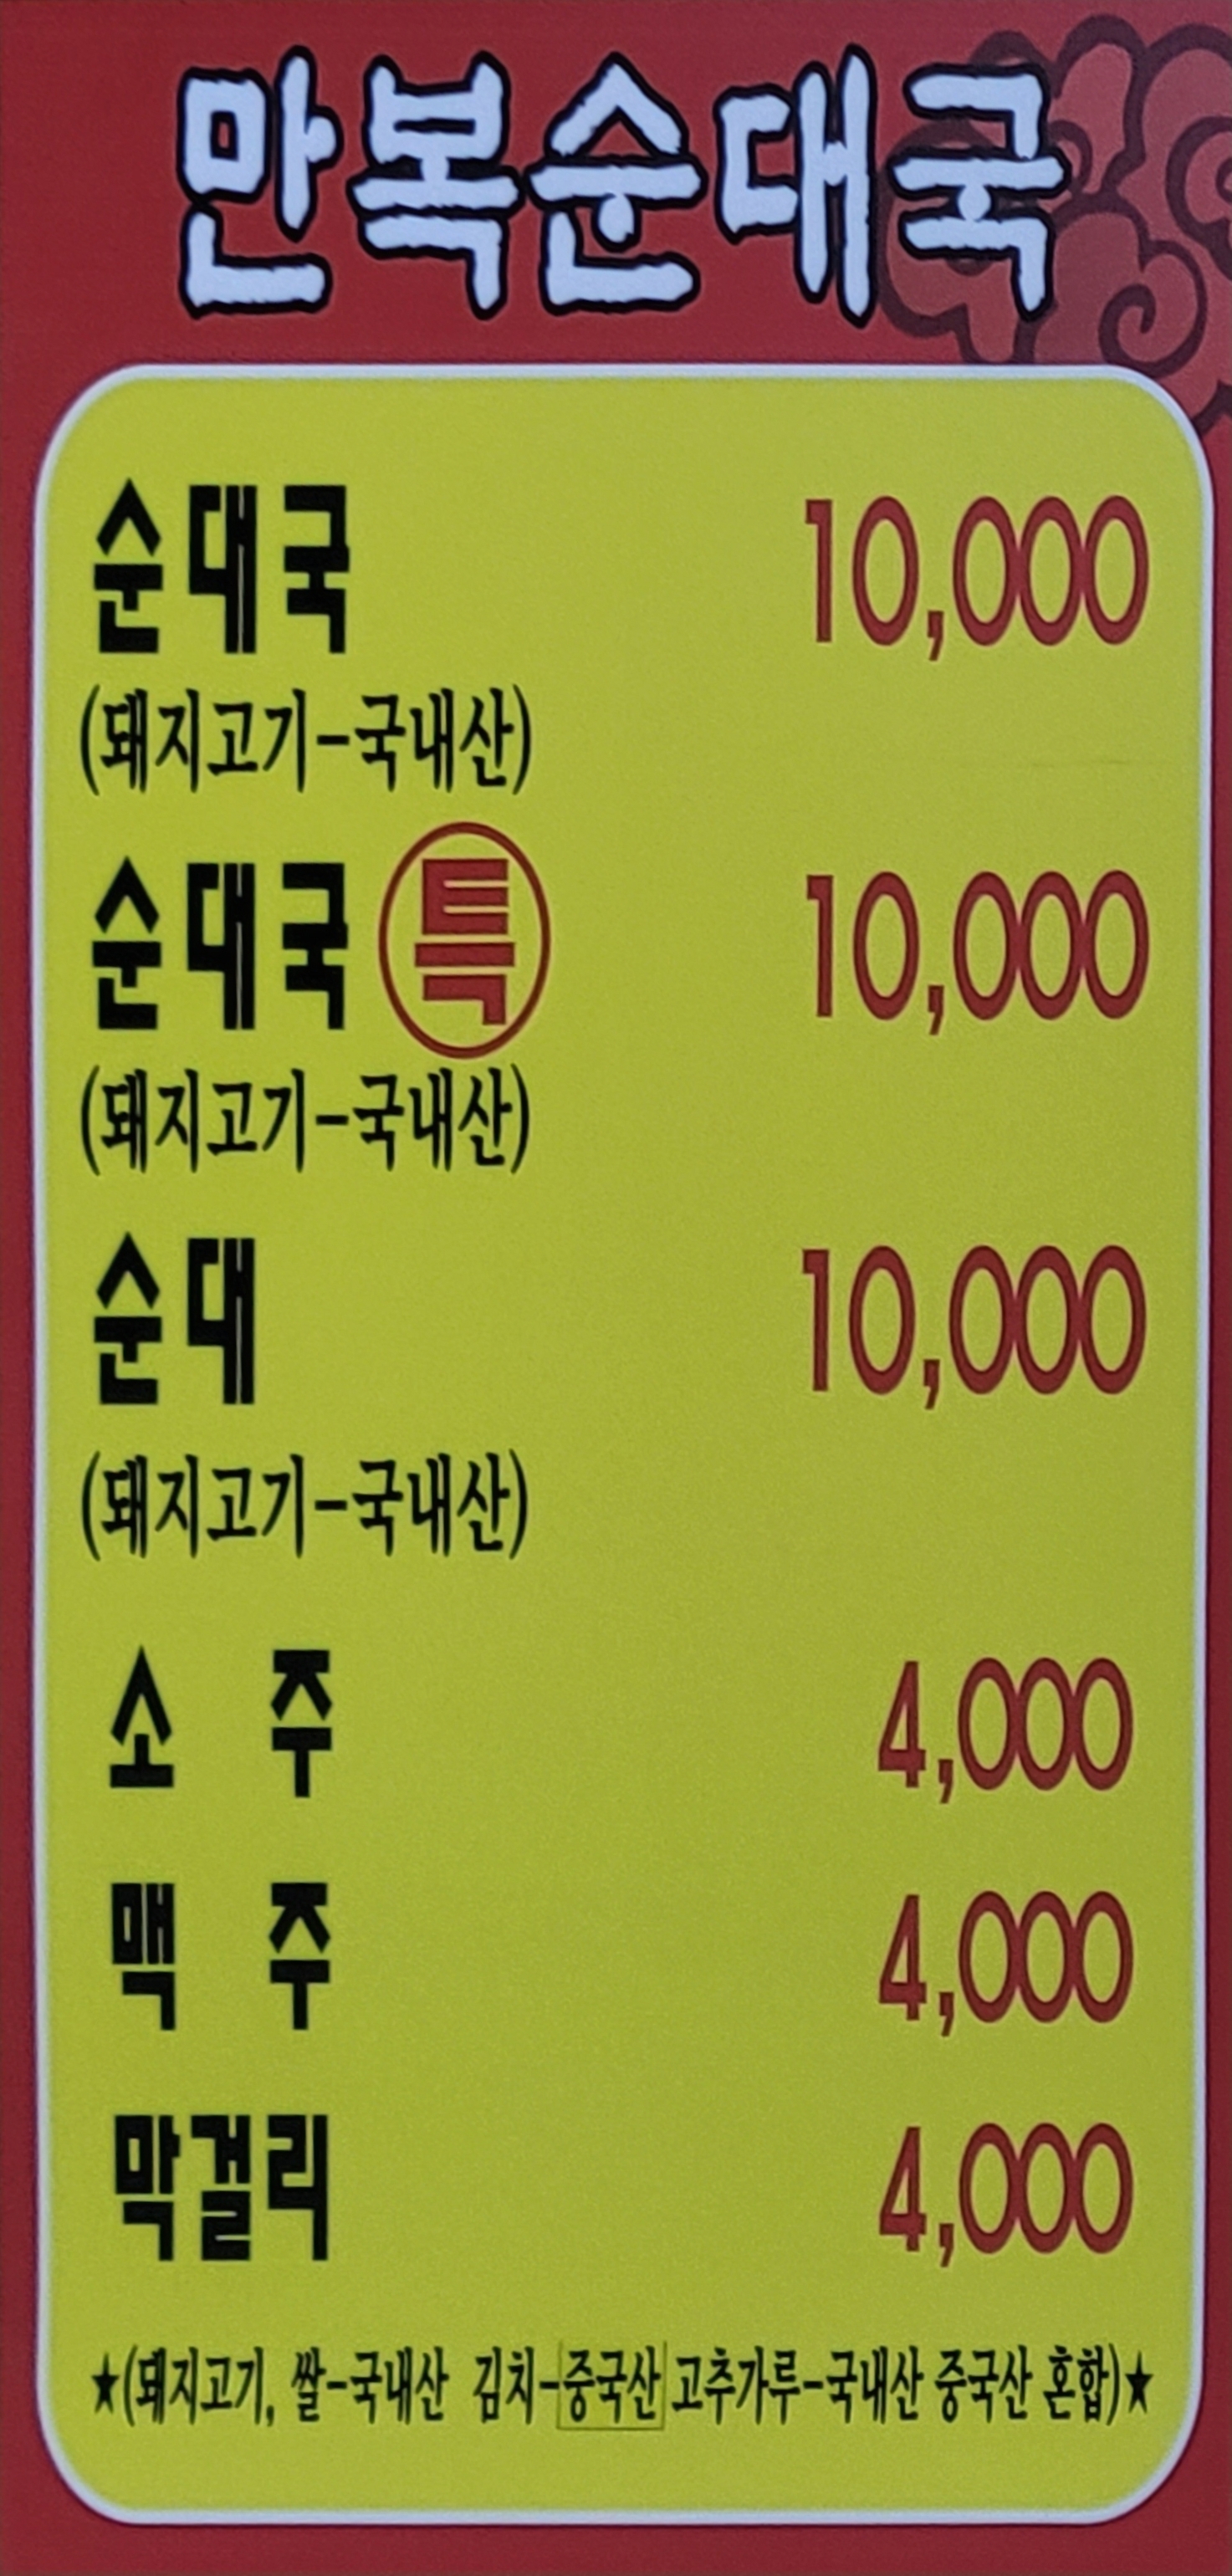 만복순대국
순대국 10,000
(돼지고기-국내산)
순대국 특 10,000
(돼지고기-국내산)
순대 10,000
(돼지고기-국내산)
소 주 4,000
맥 주 4,000
막걸리 4,000
★(돼지고기, 쌀-국내산 김치-중국산 고추가루-국내산 중국산 혼합)★